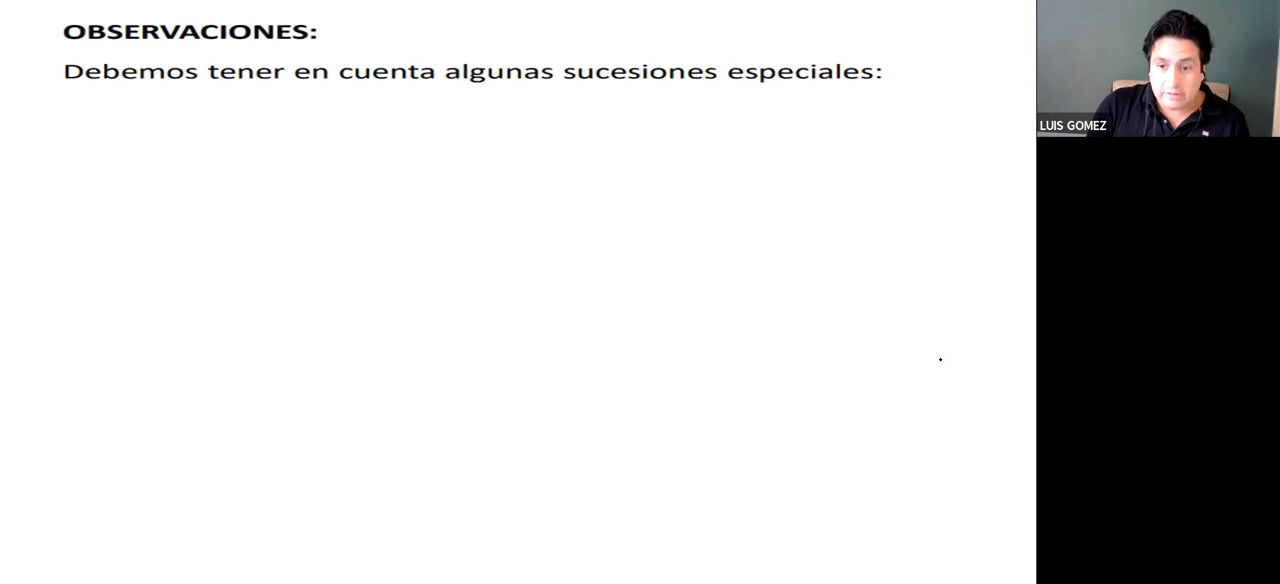 OBSERVACIONES:
Debemos tener en cuenta algunas sucesiones especiales:
LUIS GOMEZ